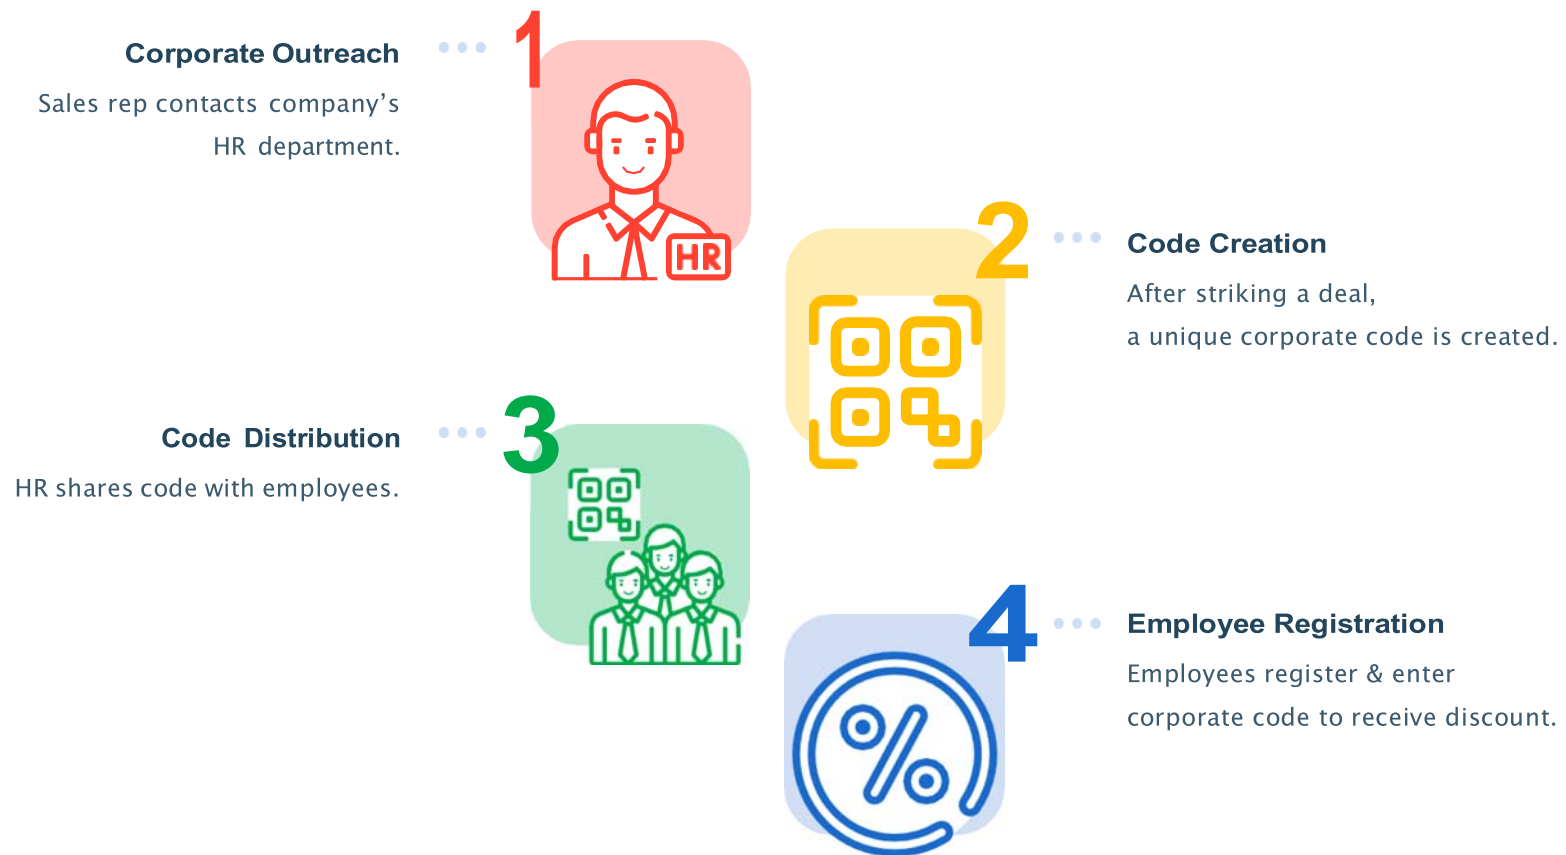 1
Corporate Outreach
Sales rep contacts company’s
HR department.
HR
2
Code Creation
After striking a deal,
a unique corporate code is created.
3
Code Distribution
HR shares code with employees.
4
Employee Registration
Employees register & enter
corporate code to receive discount.
%